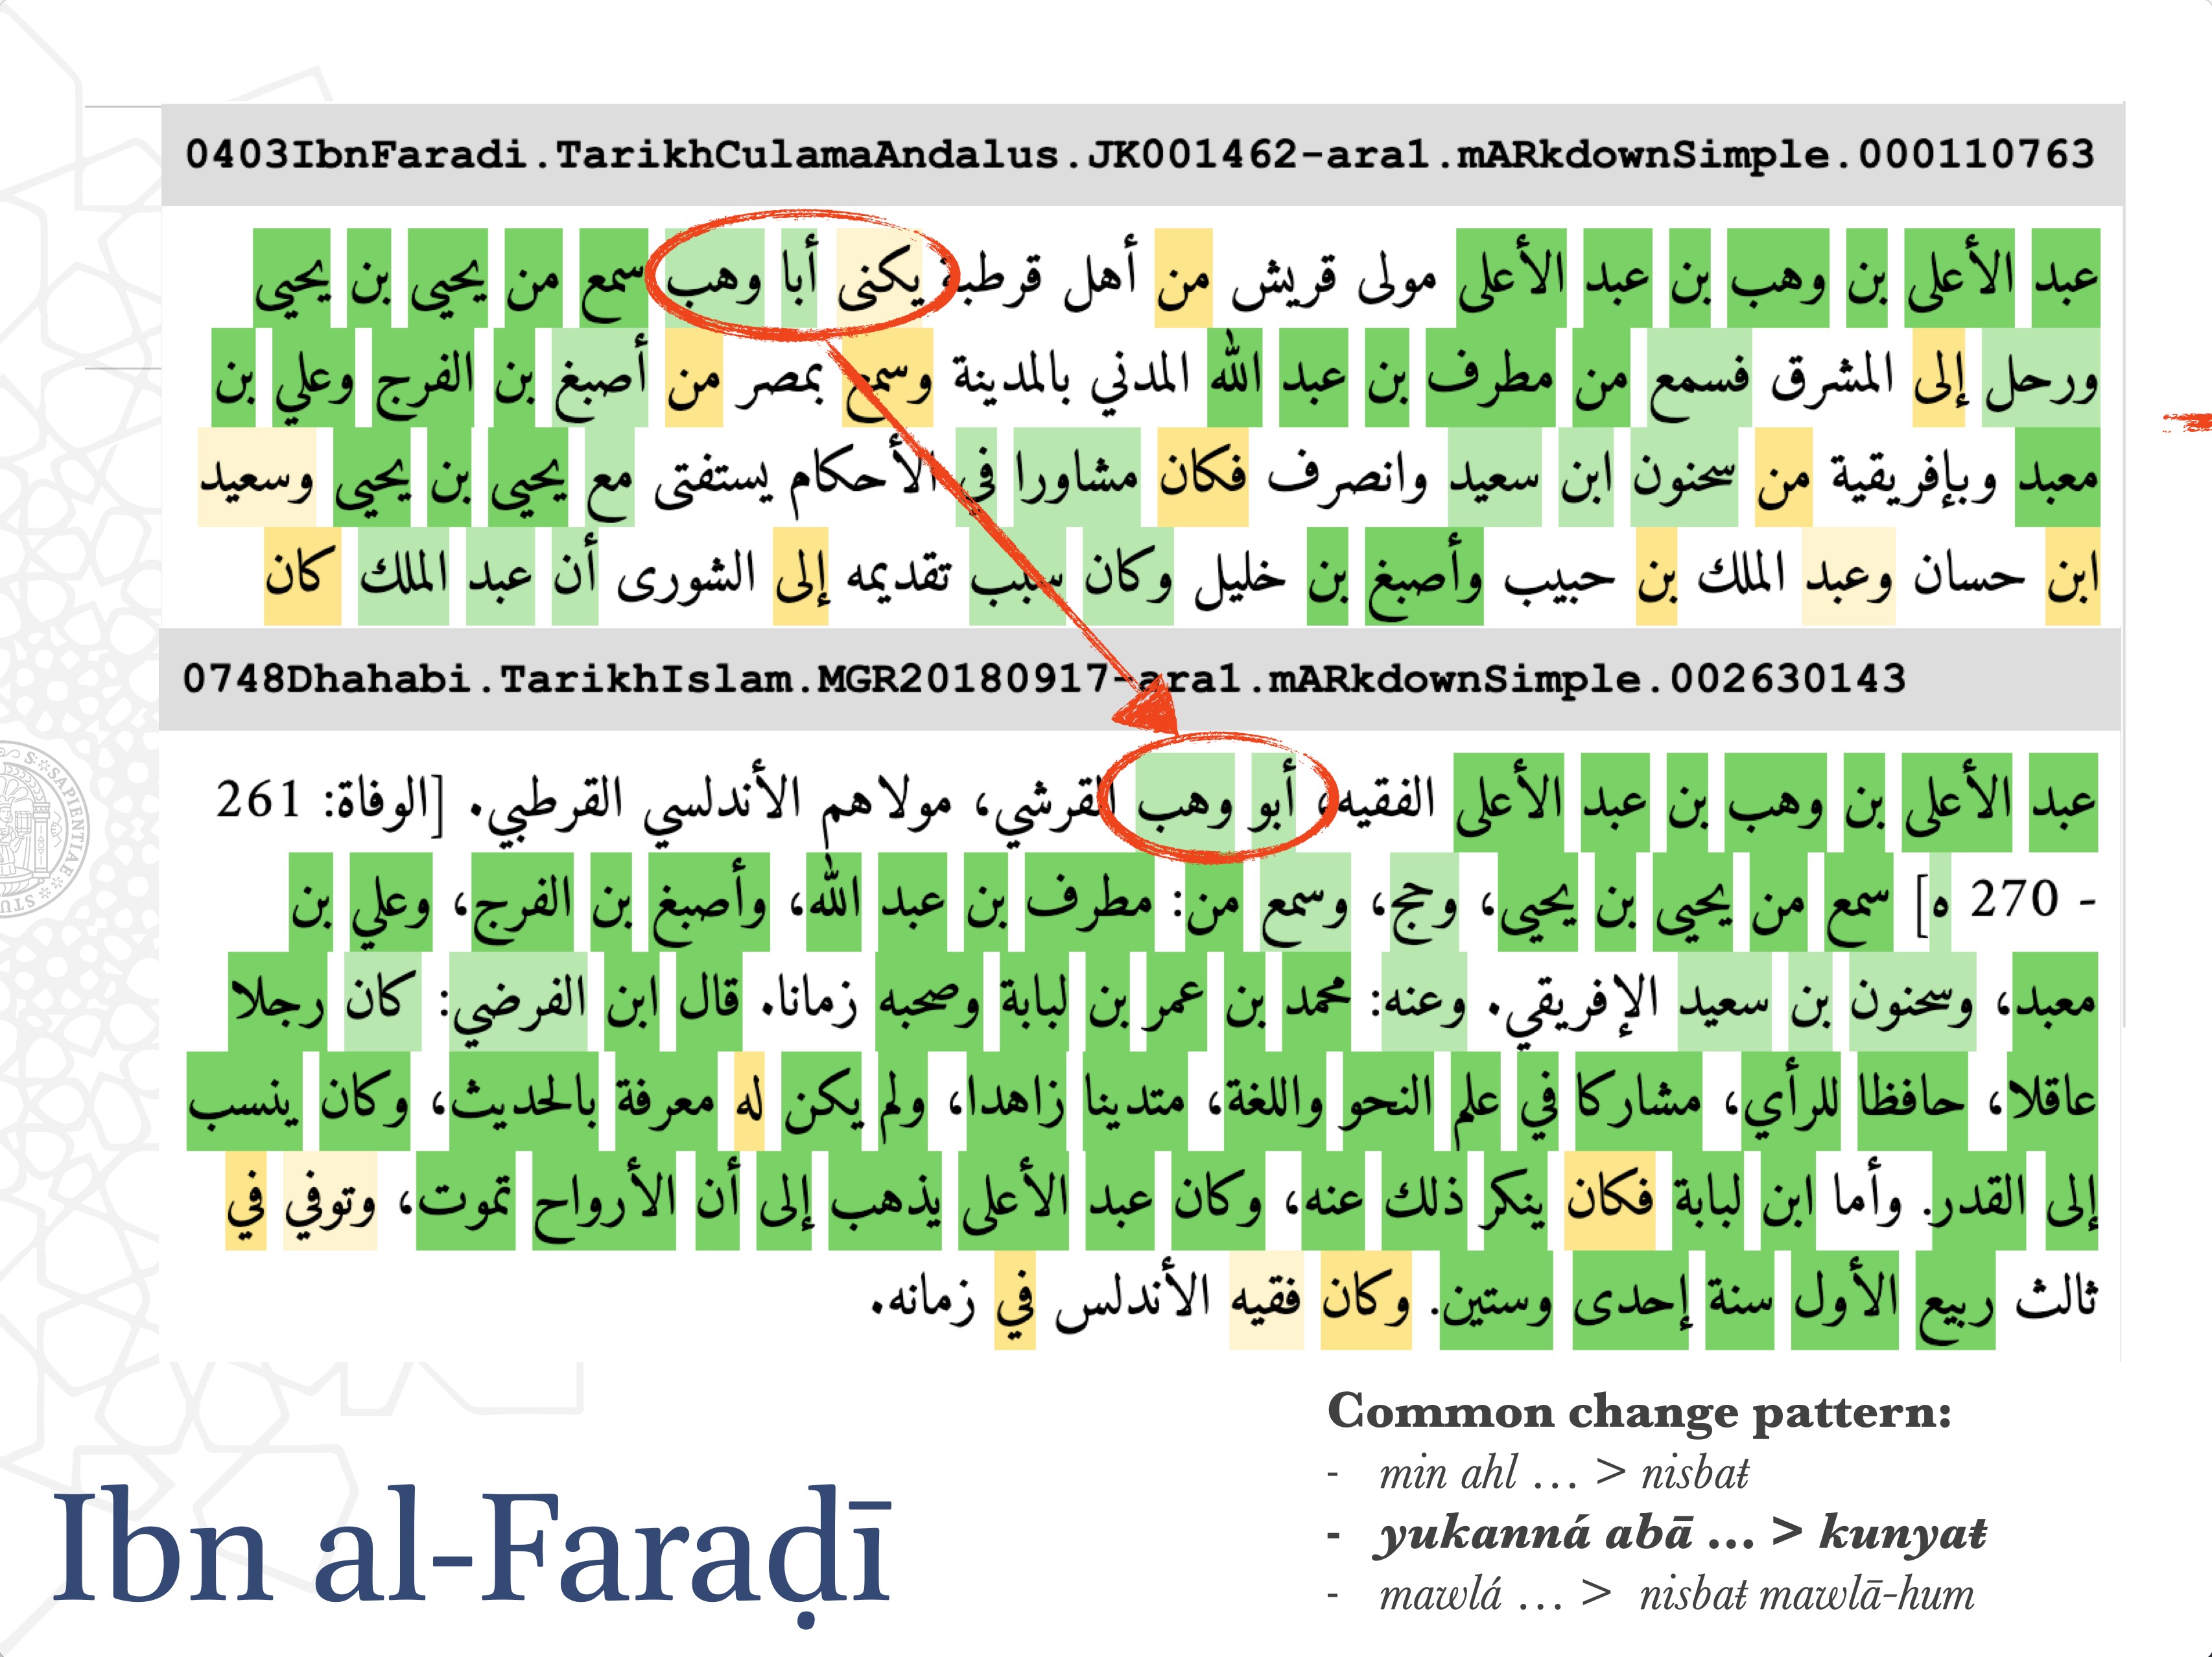 0403IbnFaradi.TarikhCulamaAndalus.JK001462-ara1.mARkdownSimple.000110763
عبد الأعلى بن وهب بن عبد الأعلى مولى قريش من أهل قرطبة يكنى أبا وهب سمع من يحيى بن يحيى
ورحل إلى المشرق فسمع من مطرف بن عبد الله المدني بالمدينة وسمع بمصر من أصبغ بن الفرج وعلي بن
معبد وبإفريقية من سحنون ابن سعيد وانصرف فكان مشاورا في الأحكام يستفتى مع يحيى بن يحيى وسعيد
ابن حسان وعبد الملك بن حبيب وأصبغ بن خليل وكان سبب تقديمه إلى الشورى أن عبد الملك كان
0748Dhahabi.TarikhIslam.MGR20180917-ara1.mARkdownSimple.002630143
عبد الأعلى بن وهب بن عبد الأعلى الفقيه، أبو وهب القرشي، مولاهم الأندلسي القرطبي. [الوفاة: 261
- 270 ه] سمع من يحيى بن يحيى، وحج، وسمع من: مطرف بن عبد الله، وأصبغ بن الفرج، وعلي بن
معبد، وسحنون بن سعيد الإفريقي. وعنه: محمد بن عمر بن لبابة وصحبه زمانا. قال ابن الفرضي: كان رجلا
عاقلا، حافظا للرأي، مشاركا في علم النحو واللغة، متدينا زاهدا، ولم يكن له معرفة بالحديث، وكان ينسب
إلى القدر. وأما ابن لبابة فكان ينكر ذلك عنه، وكان عبد الأعلى يذهب إلى أن الأرواح تموت، وتوفي في
ثالث ربيع الأول سنة إحدى وستين. وكان فقيه الأندلس في زمانه.
Common change pattern:
- min ahl … > nisbaŧ
- yukanná abā … > kunyaŧ
- mawlá … > nisbaŧ mawlā-hum
Ibn al-Faraḍī